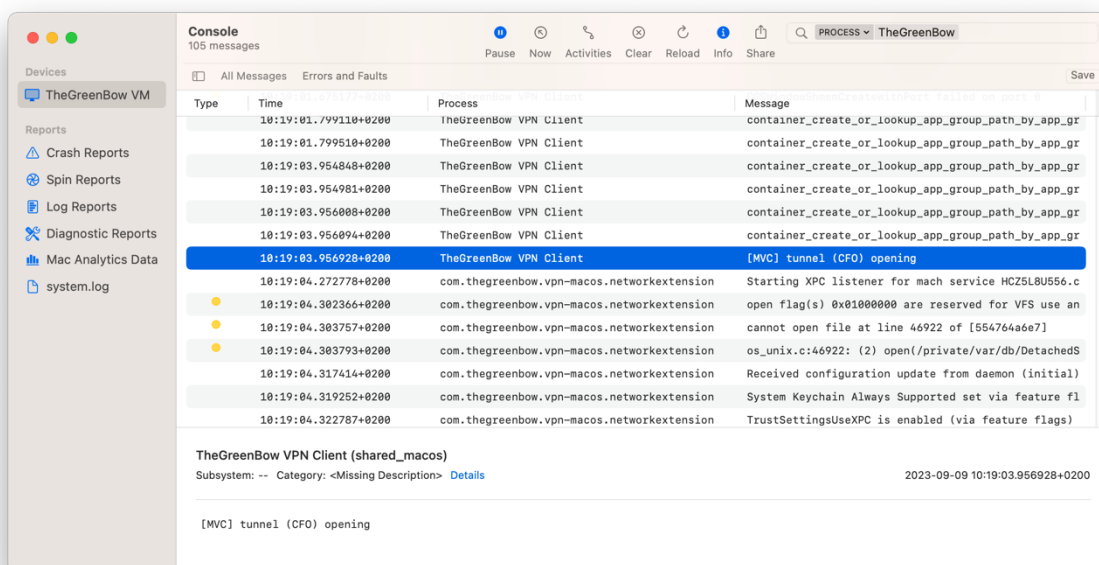 Console
105 messages
Pause Now Activities Clear Reload Info Share
PROCESS TheGreenBow
Devices
TheGreenBow VM
Reports
Crash Reports
Spin Reports
Log Reports
Diagnostic Reports
Mac Analytics Data
system.log
All Messages Errors and Faults Save
Type Time Process Message
10:19:01.799110+0200 TheGreenBow VPN Client container_create_or_lookup_app_group_path_by_app_gr
10:19:01.799510+0200 TheGreenBow VPN Client container_create_or_lookup_app_group_path_by_app_gr
10:19:03.954848+0200 TheGreenBow VPN Client container_create_or_lookup_app_group_path_by_app_gr
10:19:03.954981+0200 TheGreenBow VPN Client container_create_or_lookup_app_group_path_by_app_gr
10:19:03.956008+0200 TheGreenBow VPN Client container_create_or_lookup_app_group_path_by_app_gr
10:19:03.956094+0200 TheGreenBow VPN Client container_create_or_lookup_app_group_path_by_app_gr
10:19:03.956928+0200 TheGreenBow VPN Client [MVC] tunnel (CFO) opening
10:19:04.272778+0200 com.thegreenbow.vpn-macos.networkextension Starting XPC listener for mach service HCZ5L8U556.c
10:19:04.302366+0200 com.thegreenbow.vpn-macos.networkextension open flag(s) 0x01000000 are reserved for VFS use an
10:19:04.303757+0200 com.thegreenbow.vpn-macos.networkextension cannot open file at line 46922 of [554764a6e7]
10:19:04.303793+0200 com.thegreenbow.vpn-macos.networkextension os_unix.c:46922: (2) open(/private/var/db/DetachedS
10:19:04.317414+0200 com.thegreenbow.vpn-macos.networkextension Received configuration update from daemon (initial)
10:19:04.319252+0200 com.thegreenbow.vpn-macos.networkextension System Keychain Always Supported set via feature fl
10:19:04.322787+0200 com.thegreenbow.vpn-macos.networkextension TrustSettingsUseXPC is enabled (via feature flags)
TheGreenBow VPN Client (shared_macos)
Subsystem: -- Category: <Missing Description> Details 2023-09-09 10:19:03.956928+0200
[MVC] tunnel (CFO) opening